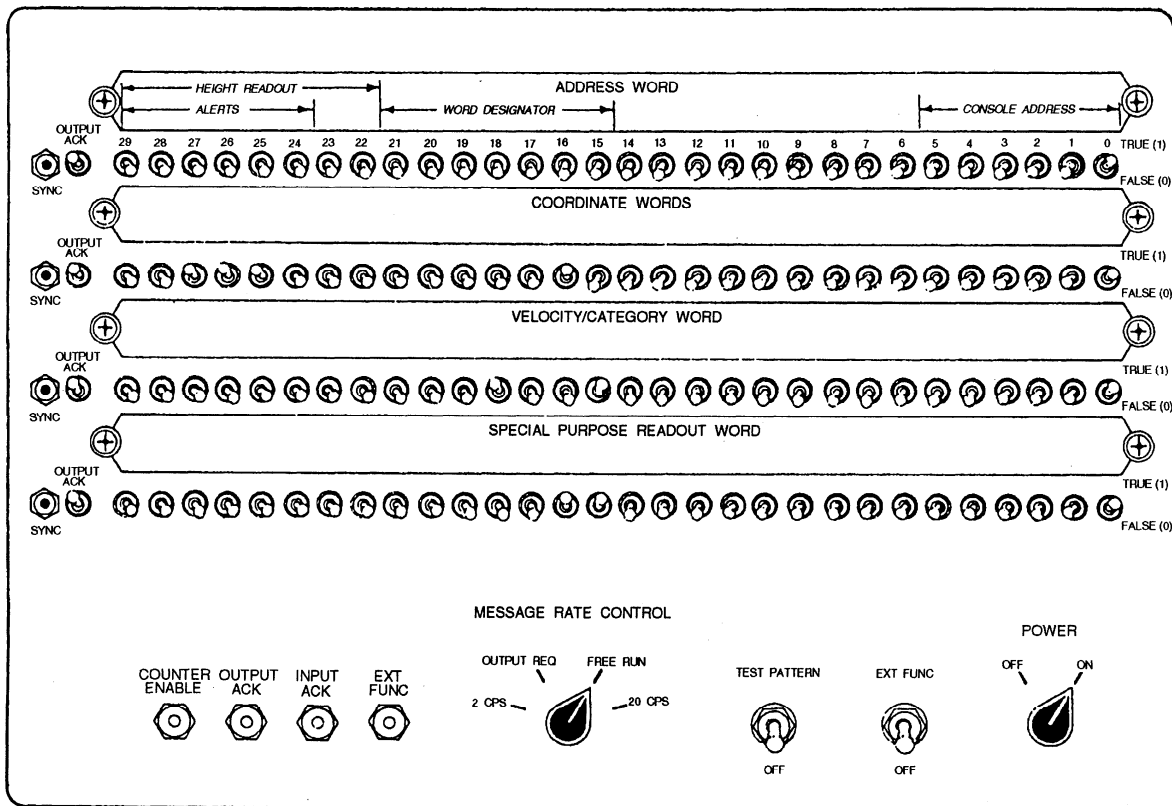 HEIGHT READOUT
ADDRESS WORD
ALERTS
WORD DESIGNATOR
CONSOLE ADDRESS
OUTPUT
ACK
29 28 27 26 25 24 23 22 21 20 19 18 17 16 15 14 13 12 11 10 9 8 7 6 5 4 3 2 1 0
TRUE (1)
SYNC
FALSE (0)
COORDINATE WORDS
OUTPUT
ACK
TRUE (1)
SYNC
FALSE (0)
VELOCITY/CATEGORY WORD
OUTPUT
ACK
TRUE (1)
SYNC
FALSE (0)
SPECIAL PURPOSE READOUT WORD
OUTPUT
ACK
TRUE (1)
SYNC
FALSE (0)
COUNTER
ENABLE
OUTPUT
ACK
INPUT
ACK
EXT
FUNC
MESSAGE RATE CONTROL
OUTPUT REQ
FREE RUN
2 CPS
20 CPS
TEST PATTERN
OFF
EXT FUNC
OFF
POWER
OFF
ON